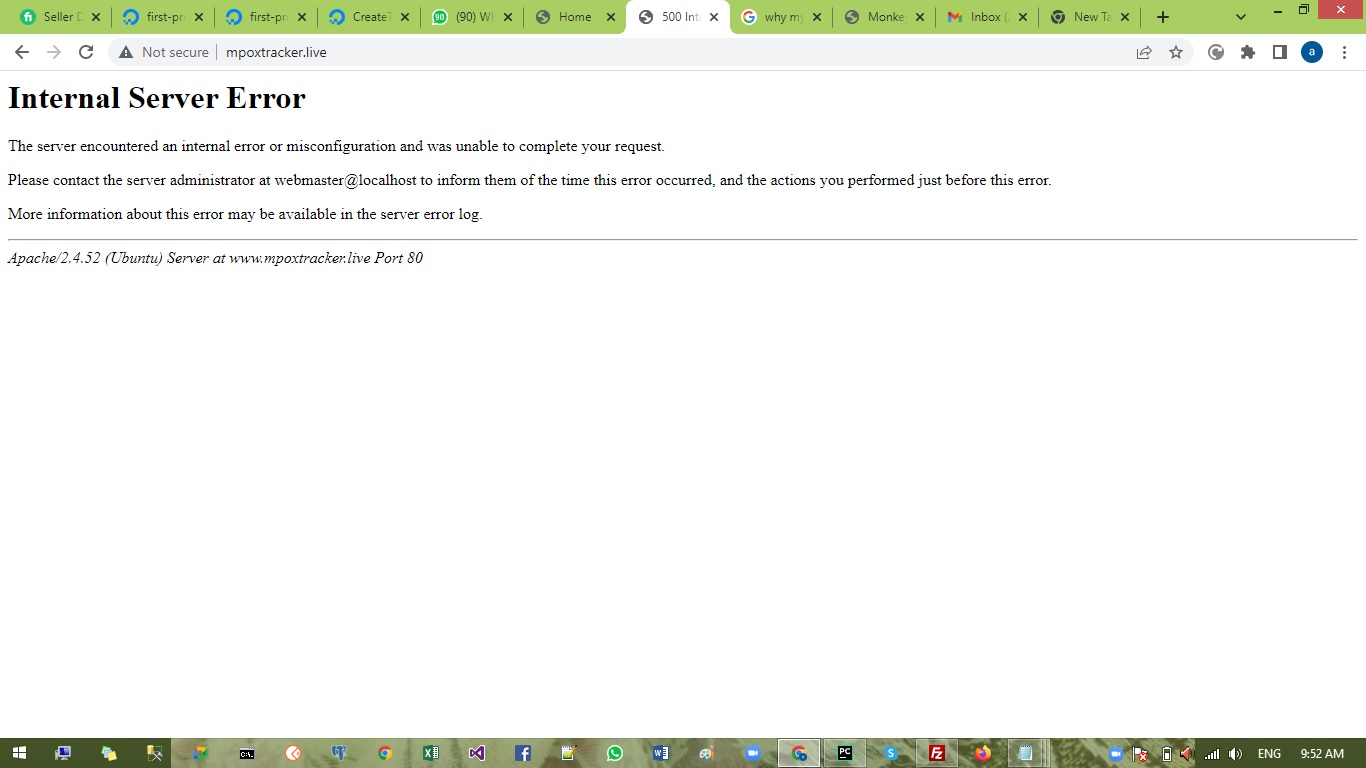 Seller D
first-pr
first-pr
Create
(90) W
Home
500 Int
why my
Monke
Inbox (
New Ta
Not secure
mpoxtracker.live
a
Internal Server Error
The server encountered an internal error or misconfiguration and was unable to complete your request.
Please contact the server administrator at webmaster@localhost to inform them of the time this error occurred, and the actions you performed just before this error.
More information about this error may be available in the server error log.
Apache/2.4.52 (Ubuntu) Server at www.mpoxtracker.live Port 80
ENG
9:52 AM